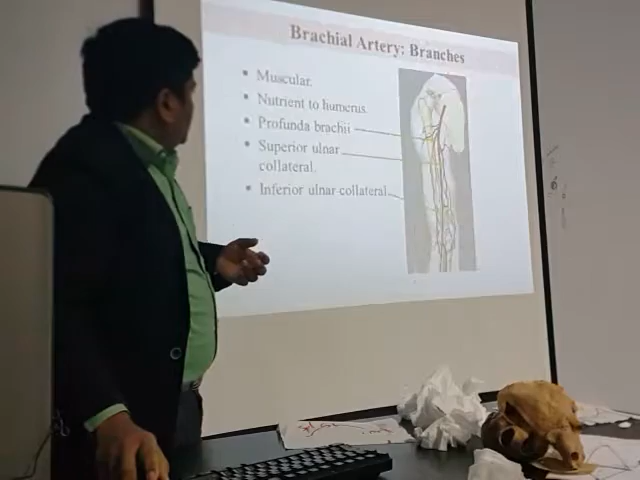 Brachial Artery: Branches
• Muscular.
• Nutrient to humerus.
• Profunda brachii
• Superior ulnar
collateral.
• Inferior ulnar collateral